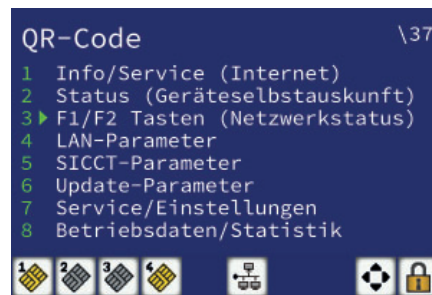 QR-Code \37
1 Info/Service (Internet)
2 Status (Geräteselbstauskunft)
3 F1/F2 Tasten (Netzwerkstatus)
4 LAN-Parameter
5 SICCT-Parameter
6 Update-Parameter
7 Service/Einstellungen
8 Betriebsdaten/Statistik
1 2 3 4